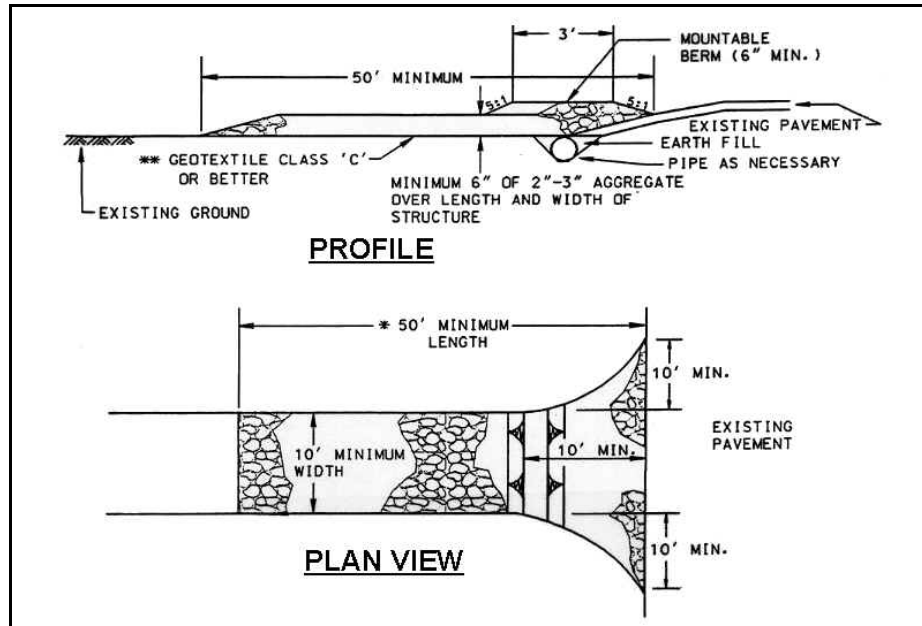 3'
MOUNTABLE
BERM (6" MIN.)
50' MINIMUM
5:1
5:1
EXISTING PAVEMENT
EARTH FILL
PIPE AS NECESSARY
** GEOTEXTILE CLASS 'C'
OR BETTER
MINIMUM 6" OF 2"-3" AGGREGATE
OVER LENGTH AND WIDTH OF
STRUCTURE
EXISTING GROUND
PROFILE
* 50' MINIMUM
LENGTH
10' MIN.
EXISTING
PAVEMENT
10' MINIMUM
WIDTH
10' MIN.
10' MIN.
PLAN VIEW